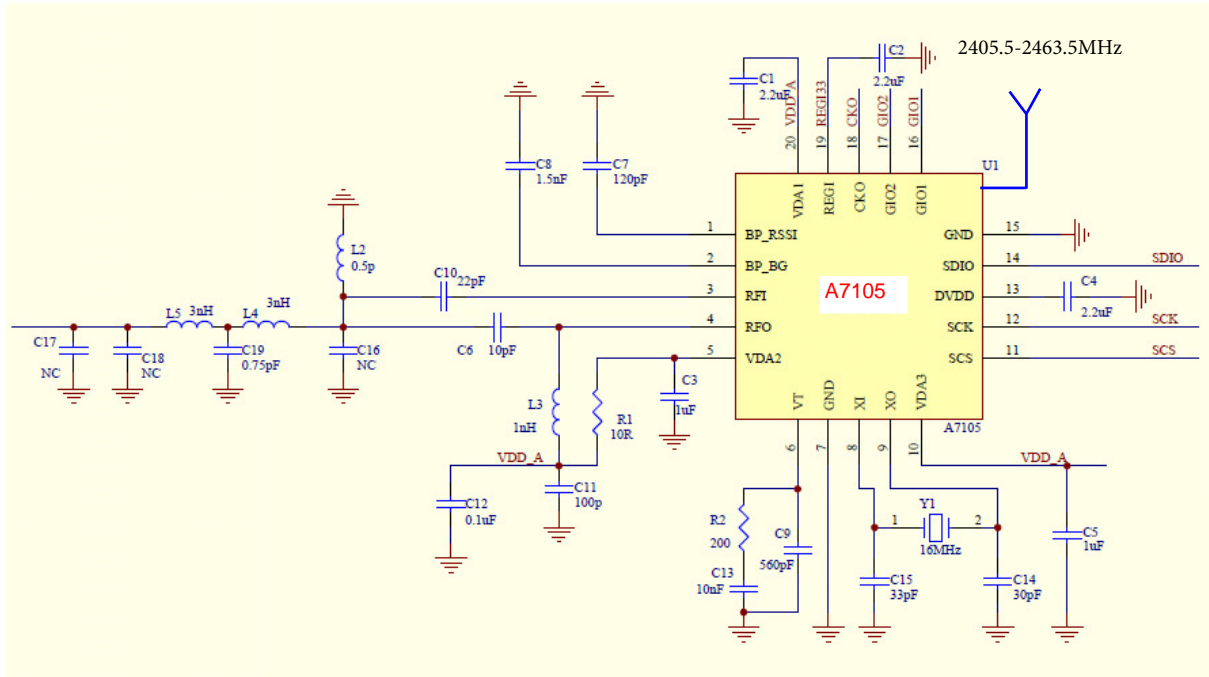 2405.5-2463.5MHz
C2
2.2uF
C1
2.2uF
VDD_A
REGI33
CKO
GIO2
GIO1
20
19
18
17
16
U1
C8
1.5nF
C7
120pF
VDA1
REGI
CKO
GIO2
GIO1
1
BP_RSSI
GND
15
2
BP_BG
SDIO
14
SDIO
L2
0.5p
C10
22pF
3
RFI
A7105
DVDD
13
C4
2.2uF
L5
3nH
L4
3nH
4
RFO
SCK
12
SCK
C17
NC
C18
NC
C19
0.75pF
C16
NC
C6
10pF
5
VDA2
SCS
11
SCS
C3
1uF
L3
1nH
R1
10R
VT
GND
XI
XO
VDA3
A7105
6
7
8
9
10
VDD_A
VDD_A
C12
0.1uF
C11
100p
R2
200
C9
560pF
C13
10nF
Y1
1
2
16MHz
C5
1uF
C15
33pF
C14
30pF